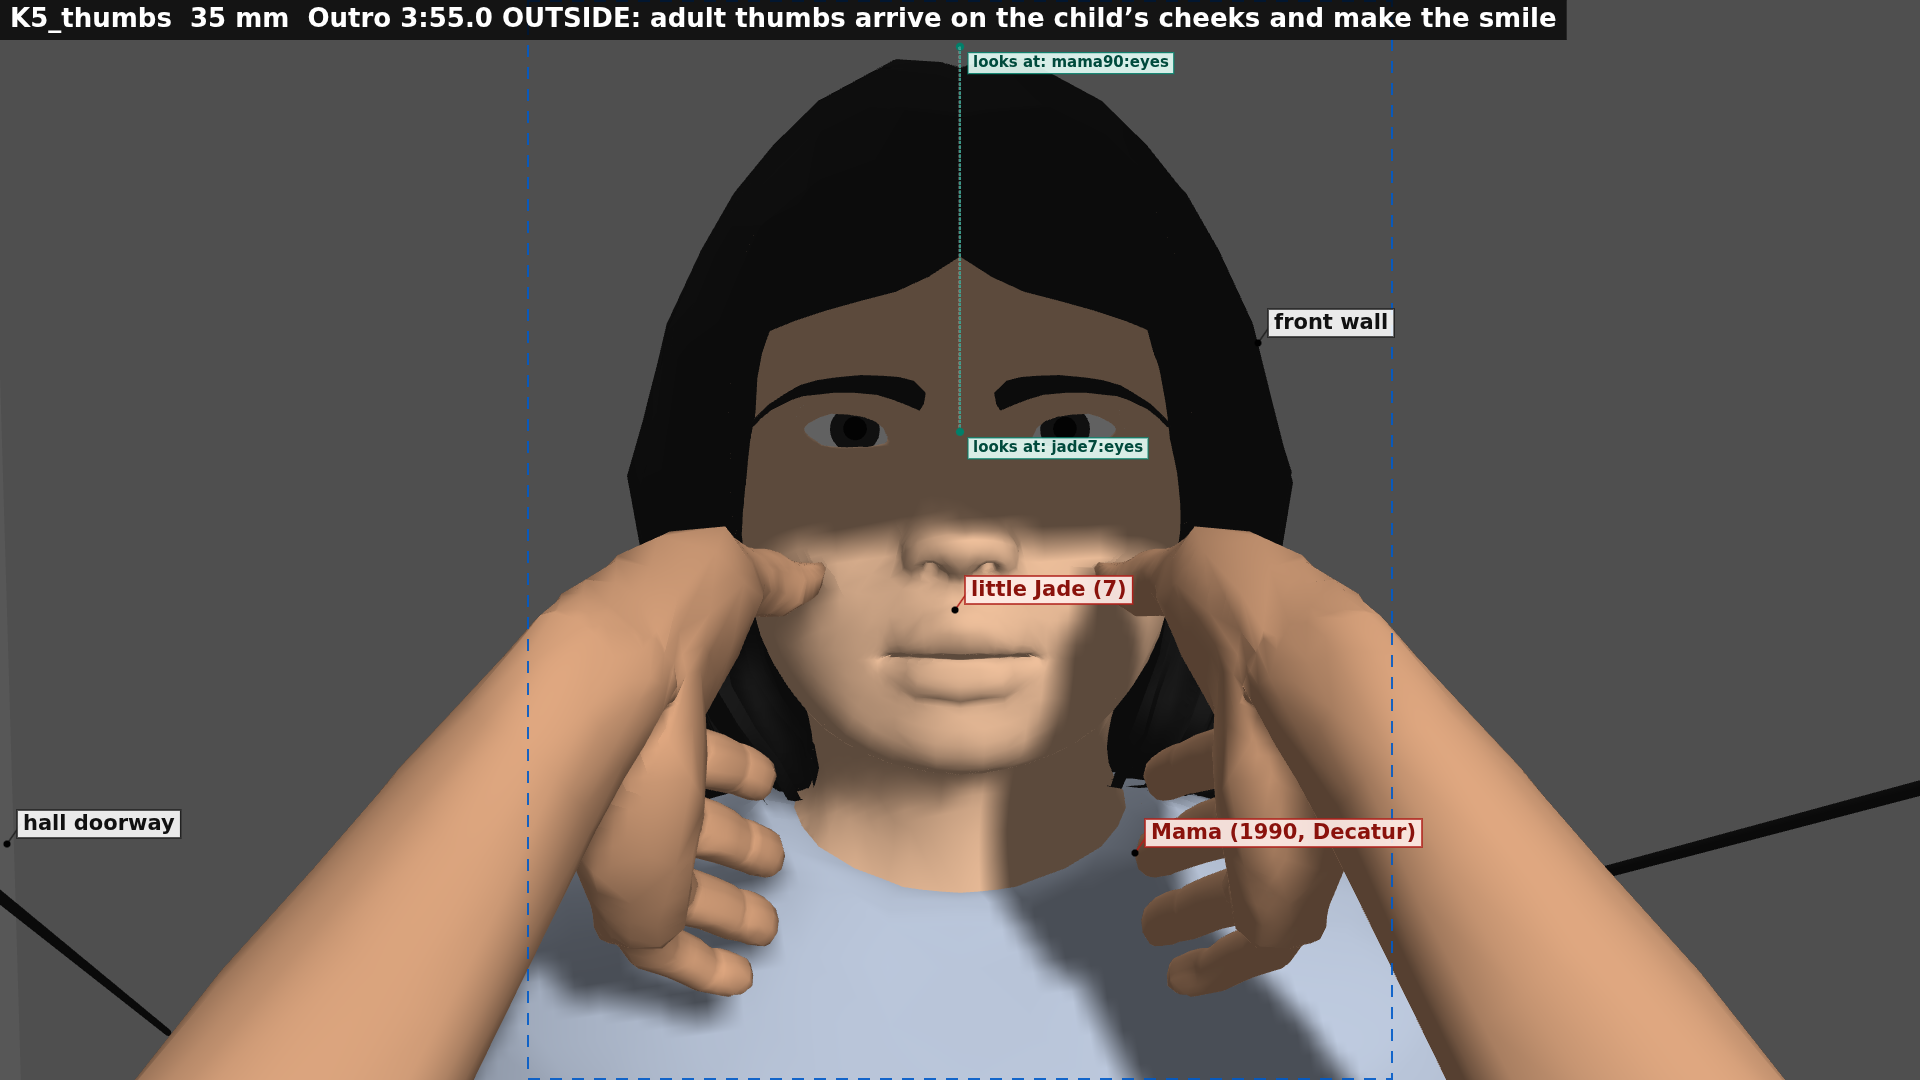 K5_thumbs 35 mm Outro 3:55.0 OUTSIDE: adult thumbs arrive on the child’s cheeks and make the smile
looks at: mama90:eyes
front wall
looks at: jade7:eyes
little Jade (7)
hall doorway
Mama (1990, Decatur)